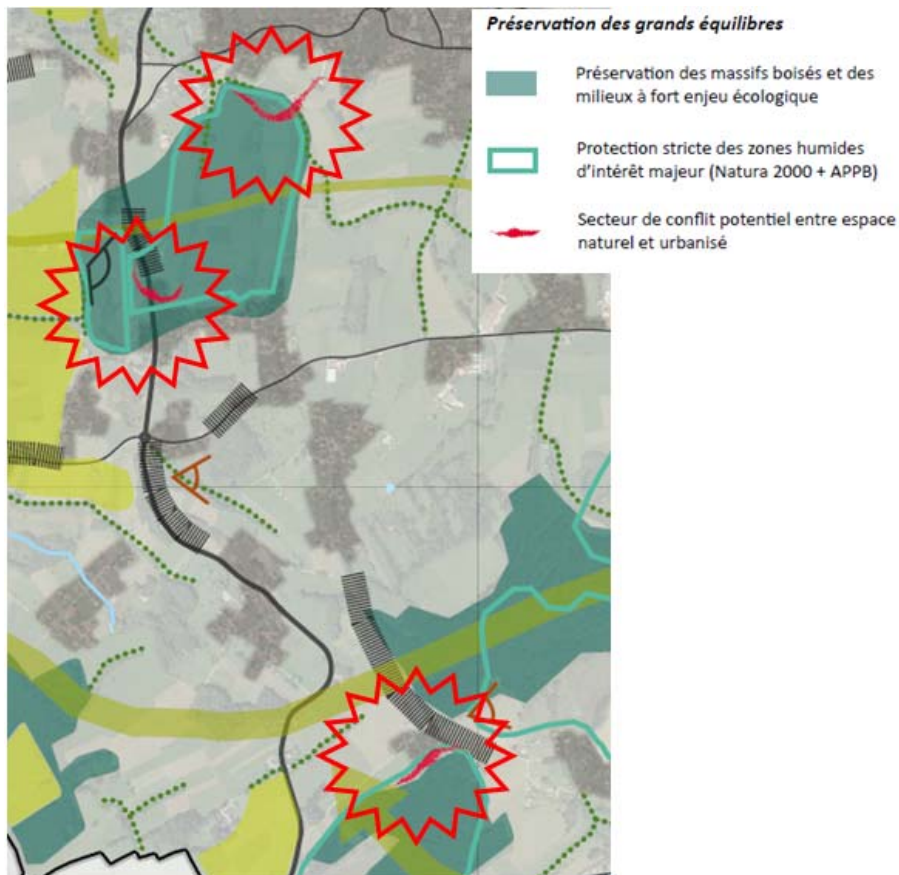 Préservation des grands équilibres
Préservation des massifs boisés et des
milieux à fort enjeu écologique
Protection stricte des zones humides
d'intérêt majeur (Natura 2000 + APPB)
Secteur de conflit potentiel entre espace
naturel et urbanisé